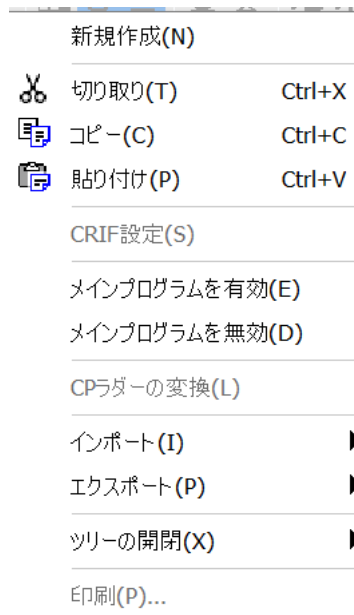 新規作成(N)
切り取り(T) Ctrl+X
コピー(C) Ctrl+C
貼り付け(P) Ctrl+V
CRIF設定(S)
メインプログラムを有効(E)
メインプログラムを無効(D)
CPラダーの変換(L)
インポート(I)
エクスポート(P)
ツリーの開閉(X)
印刷(P)...